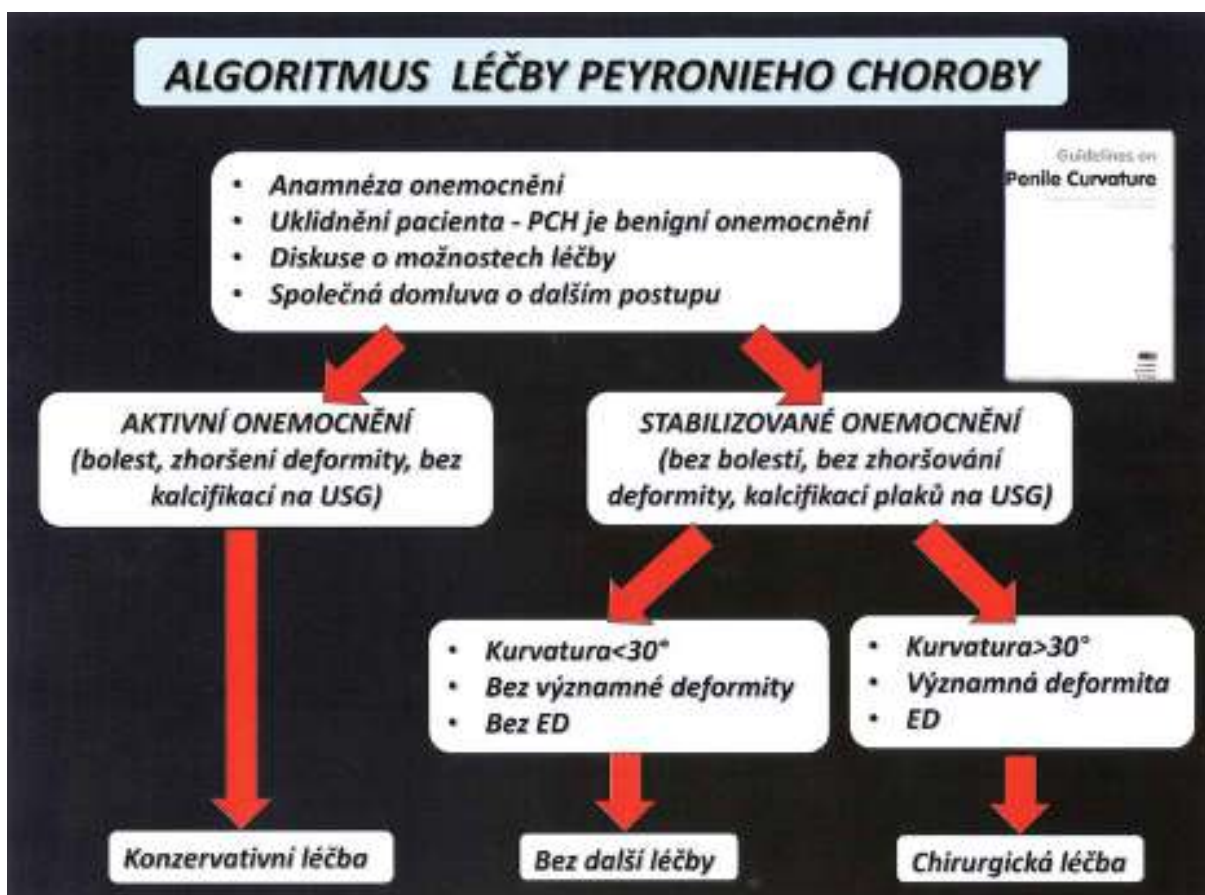 ALGORITMUS LÉČBY PEYRONIEHO CHOROBY
Guidelines on
Penile Curvature
• Anamnéza onemocnění
• Uklidnění pacienta - PCH je benigní onemocnění
• Diskuse o možnostech léčby
• Společná domluva o dalším postupu
AKTIVNÍ ONEMOCNĚNÍ
(bolest, zhoršení deformity, bez
kalcifikací na USG)
STABILIZOVANÉ ONEMOCNĚNÍ
(bez bolestí, bez zhoršování
deformity, kalcifikací plaků na USG)
• Kurvatura<30°
• Bez významné deformity
• Bez ED
• Kurvatura>30°
• Významná deformita
• ED
Konzervativní léčba
Bez další léčby
Chirurgická léčba